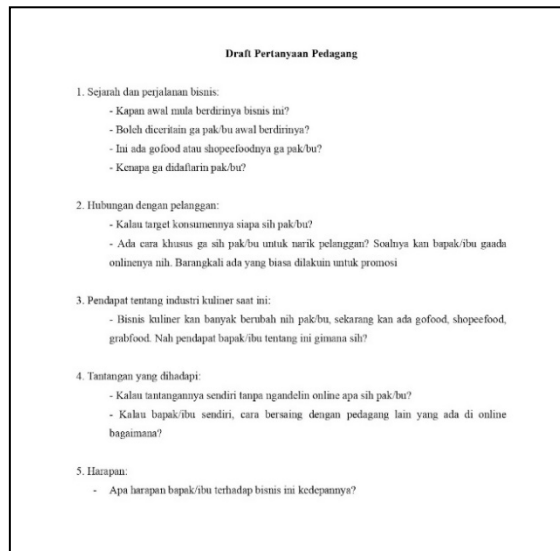 Draft Pertanyaan Pedagang
1. Sejarah dan perjalanan bisnis:
- Kapan awal mula berdirinya bisnis ini?
- Boleh diceritain ga pak/bu awal berdirinya?
- Ini ada gofood atau shopeefoodnya ga pak/bu?
- Kenapa ga didaftarin pak/bu?
2. Hubungan dengan pelanggan:
- Kalau target konsumennya siapa sih pak/bu?
- Ada cara khusus ga sih pak/bu untuk narik pelanggan? Soalnya kan bapak/ibu gaada
onlinenya nih. Barangkali ada yang biasa dilakuin untuk promosi
3. Pendapat tentang industri kuliner saat ini:
- Bisnis kuliner kan banyak berubah nih pak/bu, sekarang kan ada gofood, shopeefood,
grabfood. Nah pendapat bapak/ibu tentang ini gimana sih?
4. Tantangan yang dihadapi:
- Kalau tantangannya sendiri tanpa ngandelin online apa sih pak/bu?
- Kalau bapak/ibu sendiri, cara bersaing dengan pedagang lain yang ada di online
bagaimana?
5. Harapan:
- Apa harapan bapak/ibu terhadap bisnis ini kedepannya?